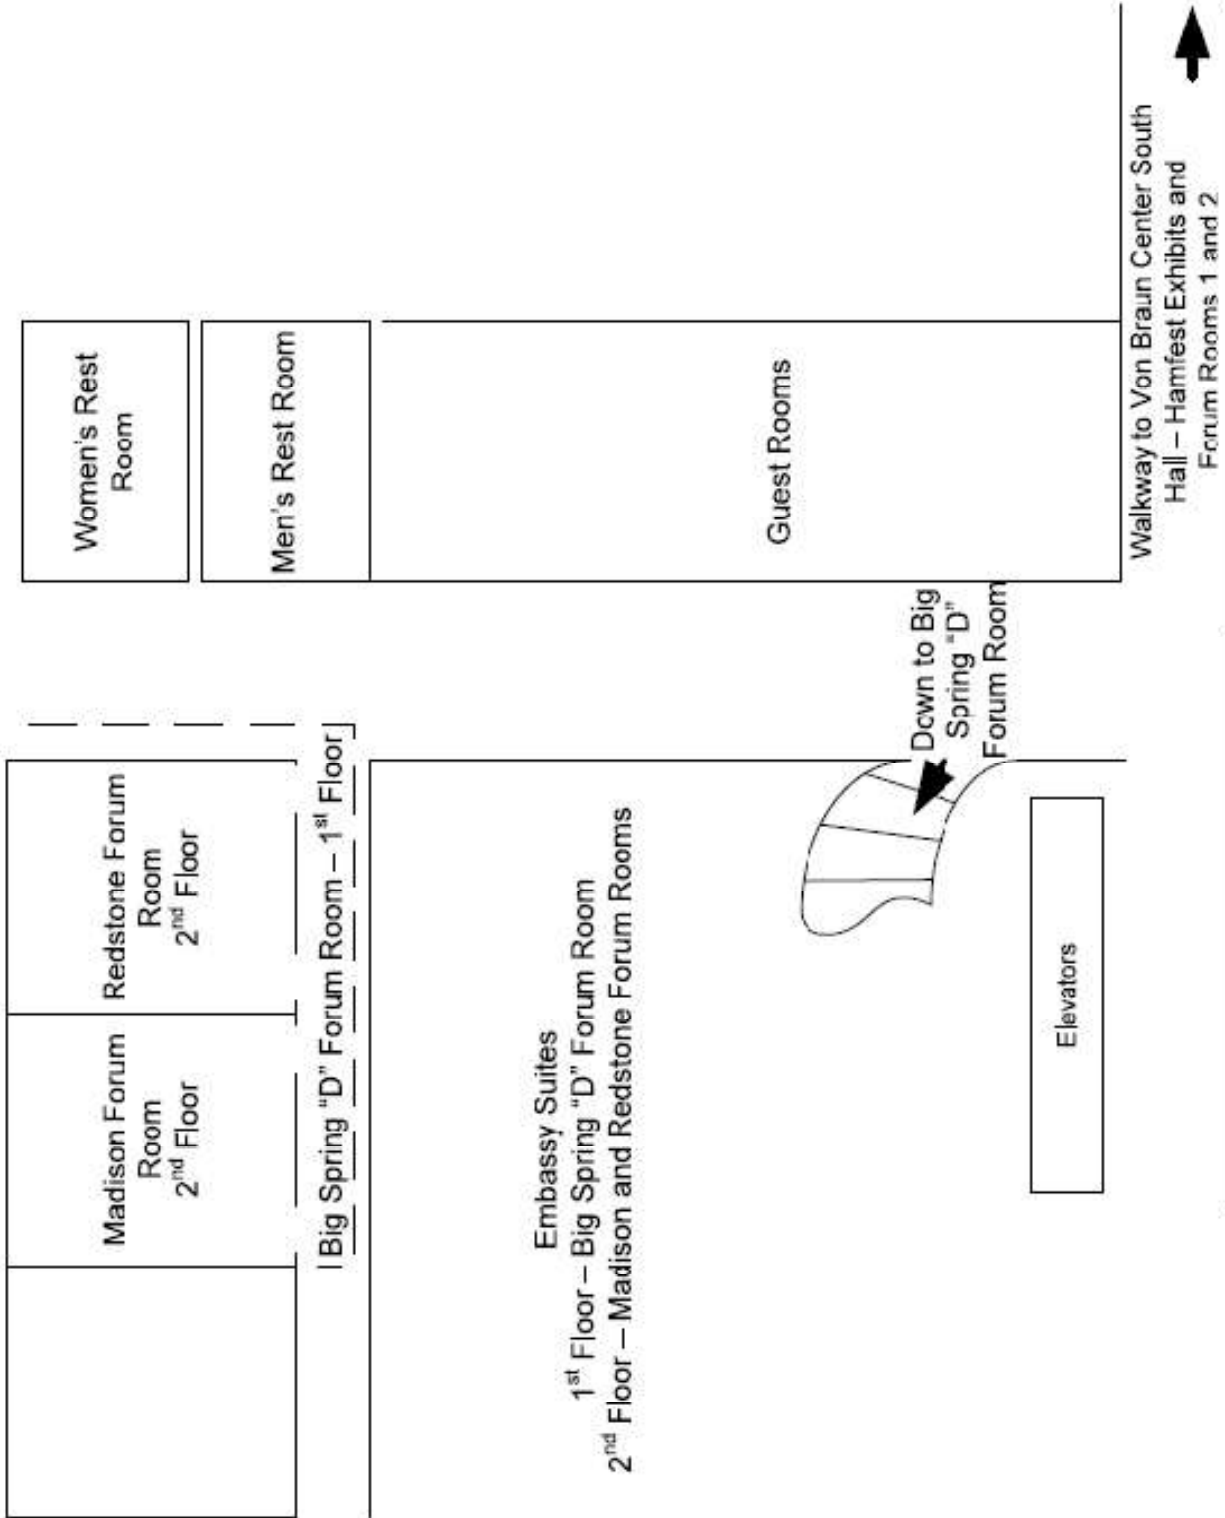 Madison Forum
Room
2nd Floor
Redstone Forum
Room
2nd Floor
Women's Rest
Room
Men's Rest Room
Big Spring "D" Forum Room – 1st Floor
Embassy Suites
1st Floor – Big Spring "D" Forum Room
2nd Floor – Madison and Redstone Forum Rooms
Guest Rooms
Down to Big
Spring "D"
Forum Room
Elevators
Walkway to Von Braun Center South
Hall – Hamfest Exhibits and
Forum Rooms 1 and 2